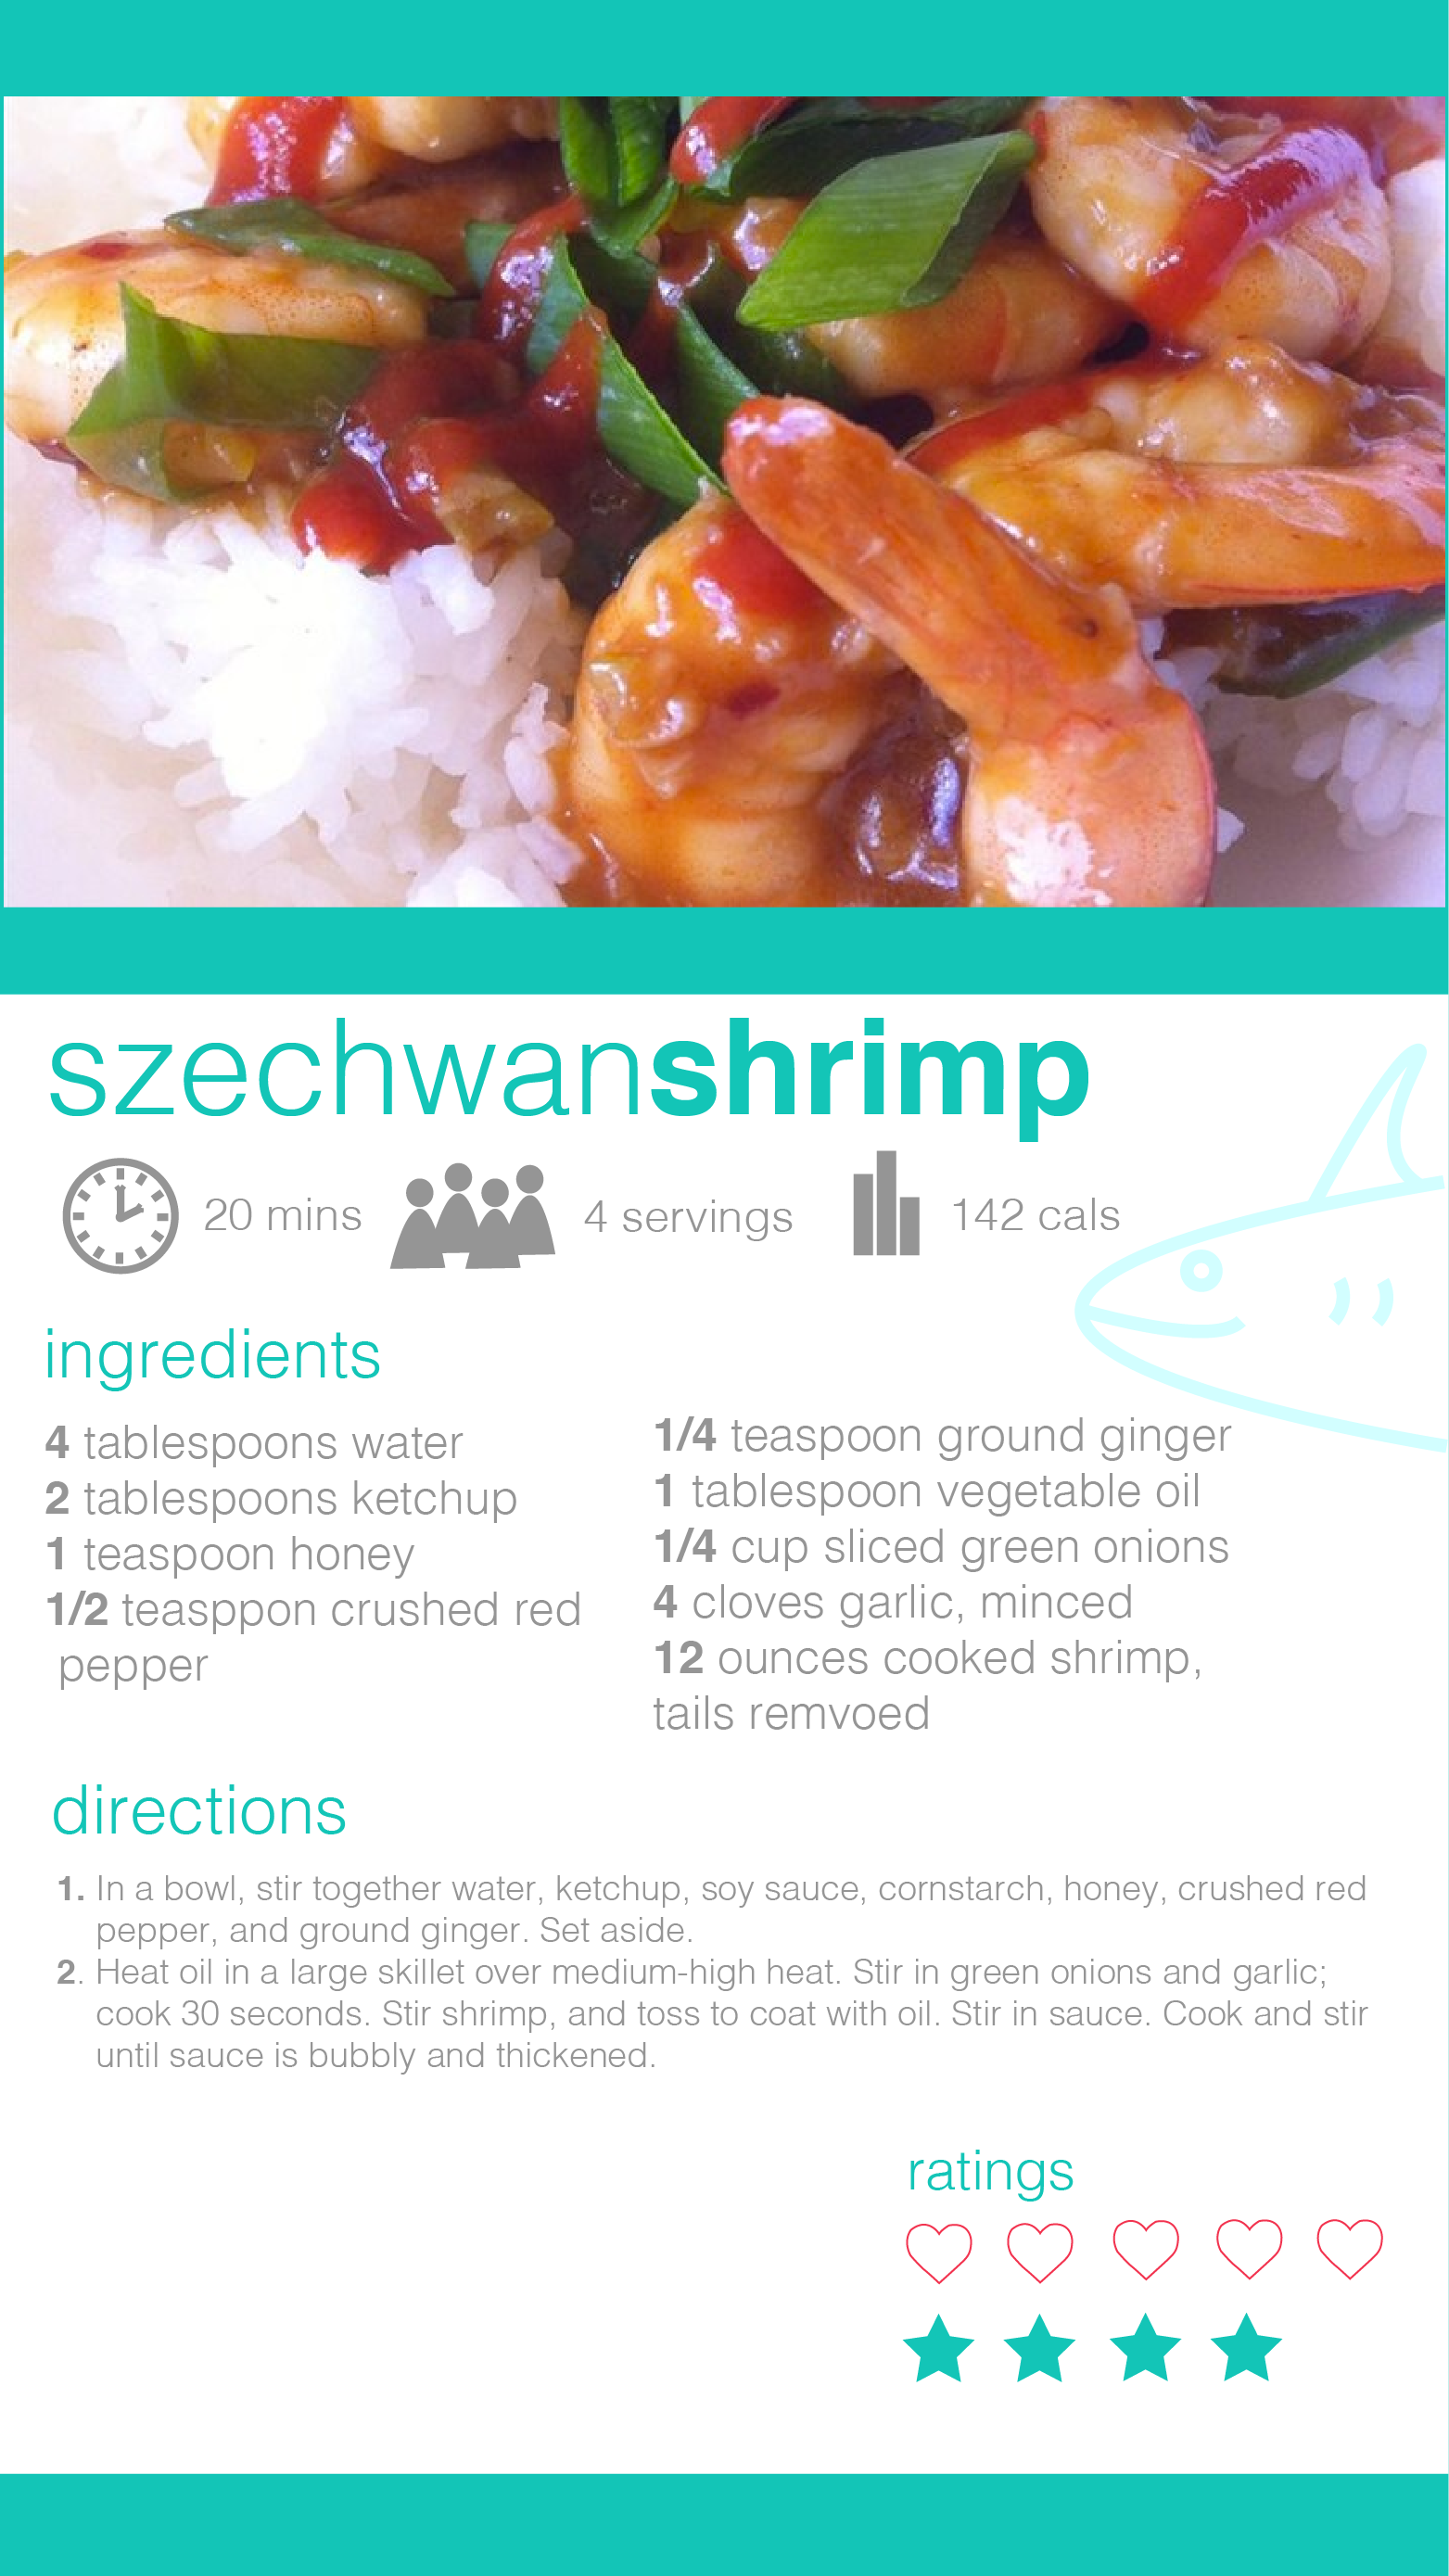 szechwanshrimp
20 mins
4 servings
142 cals
ingredients
4 tablespoons water
2 tablespoons ketchup
1 teaspoon honey
1/2 teasppon crushed red
pepper
1/4 teaspoon ground ginger
1 tablespoon vegetable oil
1/4 cup sliced green onions
4 cloves garlic, minced
12 ounces cooked shrimp,
tails remvoed
directions
1. In a bowl, stir together water, ketchup, soy sauce, cornstarch, honey, crushed red
pepper, and ground ginger. Set aside.
2. Heat oil in a large skillet over medium-high heat. Stir in green onions and garlic;
cook 30 seconds. Stir shrimp, and toss to coat with oil. Stir in sauce. Cook and stir
until sauce is bubbly and thickened.
ratings